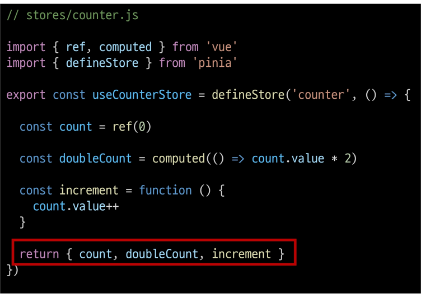 // stores/counter.js
import { ref, computed } from 'vue'
import { defineStore } from 'pinia'
export const useCounterStore = defineStore('counter', () => {
const count = ref(0)
const doubleCount = computed(() => count.value * 2)
const increment = function () {
count.value++
}
return { count, doubleCount, increment }
})